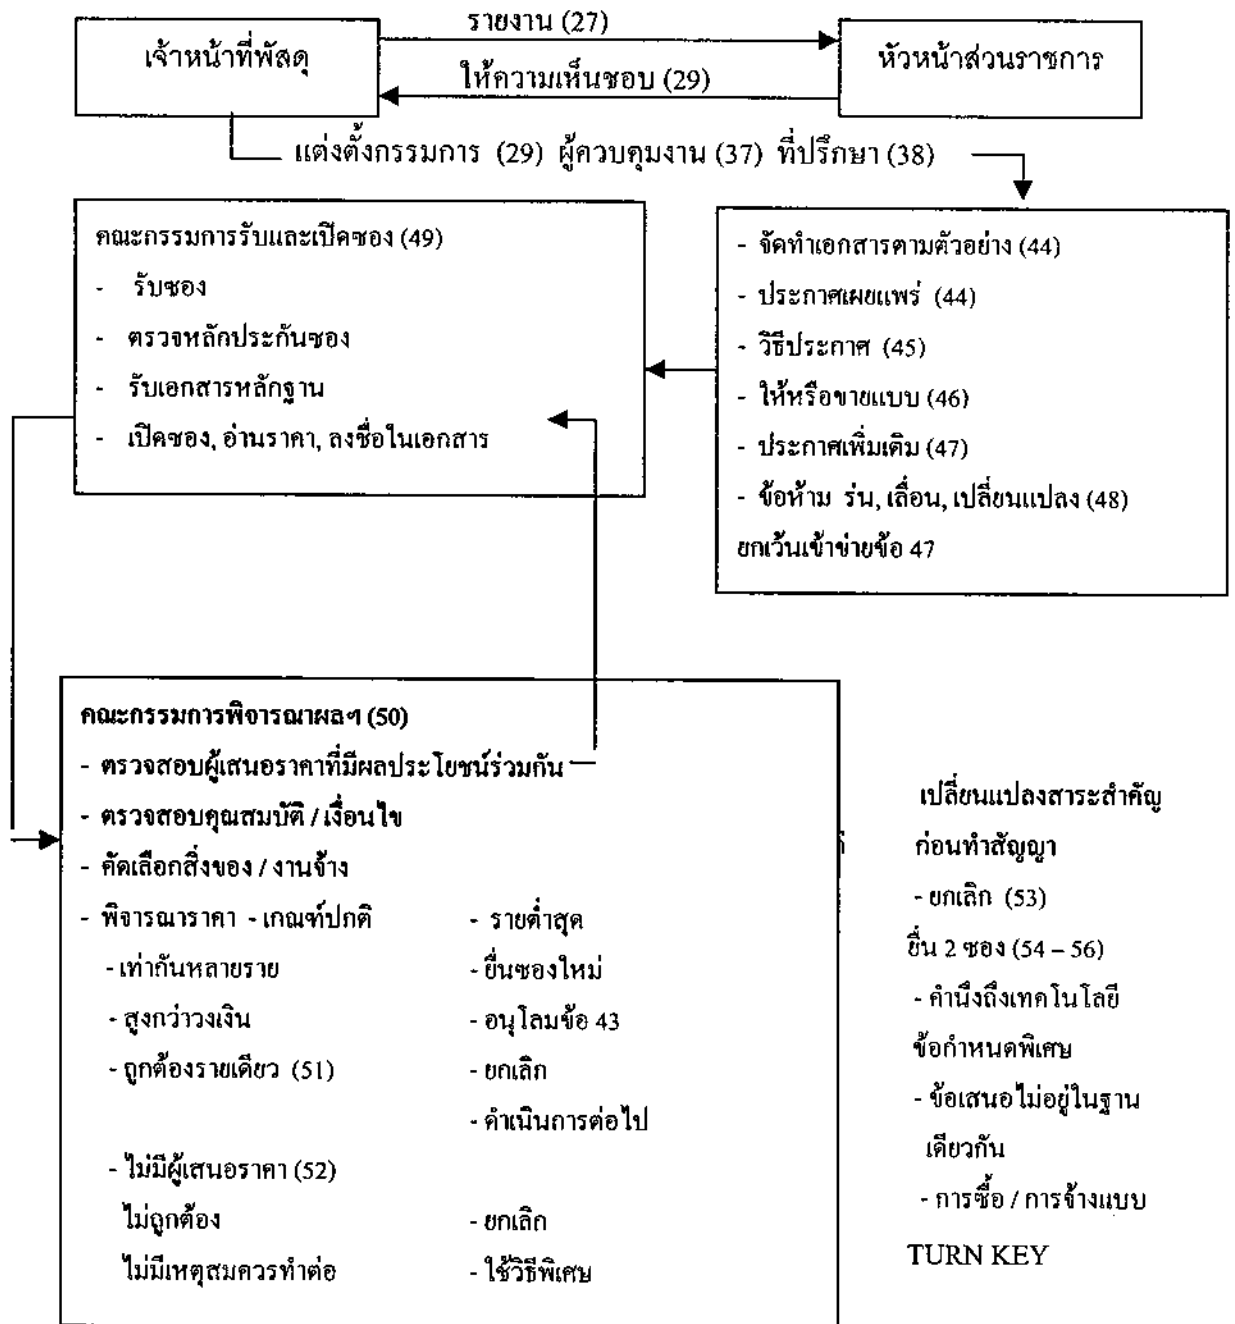 รายงาน (27)
เจ้าหน้าที่พัสดุ
หัวหน้าส่วนราชการ
ให้ความเห็นชอบ (29)
แต่งตั้งกรรมการ (29) ผู้ควบคุมงาน (37) ที่ปรึกษา (38)
คณะกรรมการรับและเปิดซอง (49)
- รับซอง
- ตรวจหลักประกันซอง
- รับเอกสารหลักฐาน
- เปิดซอง, อ่านราคา, ลงชื่อในเอกสาร
- จัดทำเอกสารตามตัวอย่าง (44)
- ประกาศเผยแพร่ (44)
- วิธีประกาศ (45)
- ให้หรือขายแบบ (46)
- ประกาศเพิ่มเติม (47)
- ข้อห้าม ร่น, เลื่อน, เปลี่ยนแปลง (48)
ยกเว้นเข้าข่ายข้อ 47
คณะกรรมการพิจารณาผลฯ (50)
- ตรวจสอบผู้เสนอราคาที่มีผลประโยชน์ร่วมกัน
- ตรวจสอบคุณสมบัติ / เงื่อนไข
- คัดเลือกสิ่งของ / งานจ้าง
- พิจารณาราคา - เกณฑ์ปกติ - รายต่ำสุด
- เท่ากันหลายราย - ยื่นซองใหม่
- สูงกว่าวงเงิน - อนุโลมข้อ 43
- ถูกต้องรายเดียว (51) - ยกเลิก
- ดำเนินการต่อไป
- ไม่มีผู้เสนอราคา (52)
ไม่ถูกต้อง - ยกเลิก
ไม่มีเหตุสมควรทำต่อ - ใช้วิธีพิเศษ
เปลี่ยนแปลงสาระสำคัญ
ก่อนทำสัญญา
- ยกเลิก (53)
ยื่น 2 ซอง (54 – 56)
- คำนึงถึงเทคโนโลยี
ข้อกำหนดพิเศษ
- ข้อเสนอไม่อยู่ในฐาน
เดียวกัน
- การซื้อ / การจ้างแบบ
TURN KEY